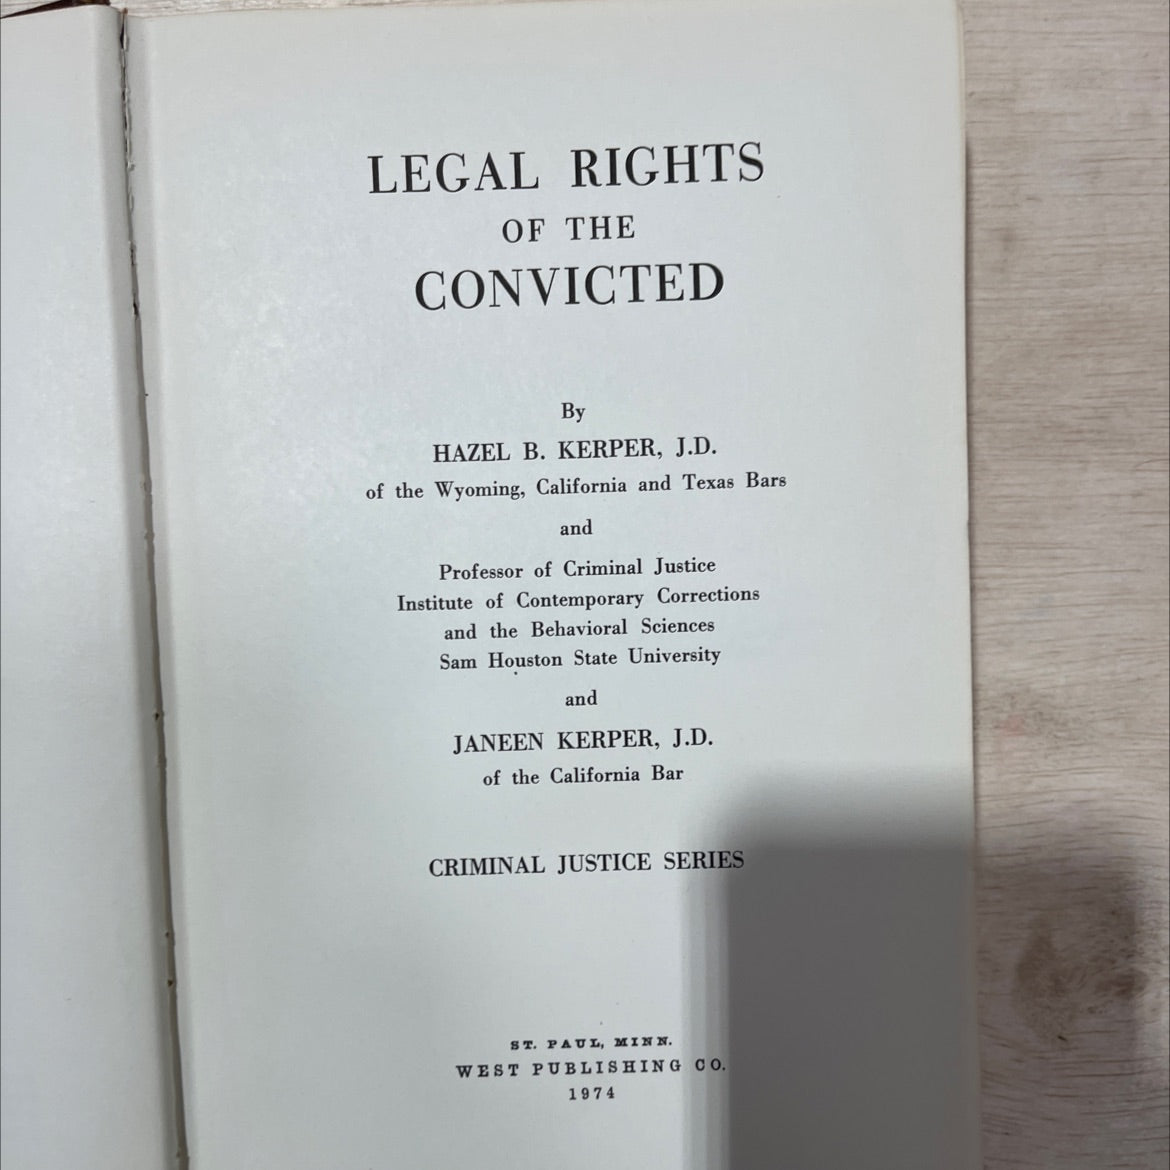 LEGAL RIGHTS
OF THE
CONVICTED
By
HAZEL B. KERPER, J.D.
of the Wyoming, California and Texas Bars
and
Professor of Criminal Justice
Institute of Contemporary Corrections
and the Behavioral Sciences
Sam Houston State University
and
JANEEN KERPER, J.D.
of the California Bar
CRIMINAL JUSTICE SERIES
ST. PAUL, MINN.
WEST PUBLISHING CO.
1974